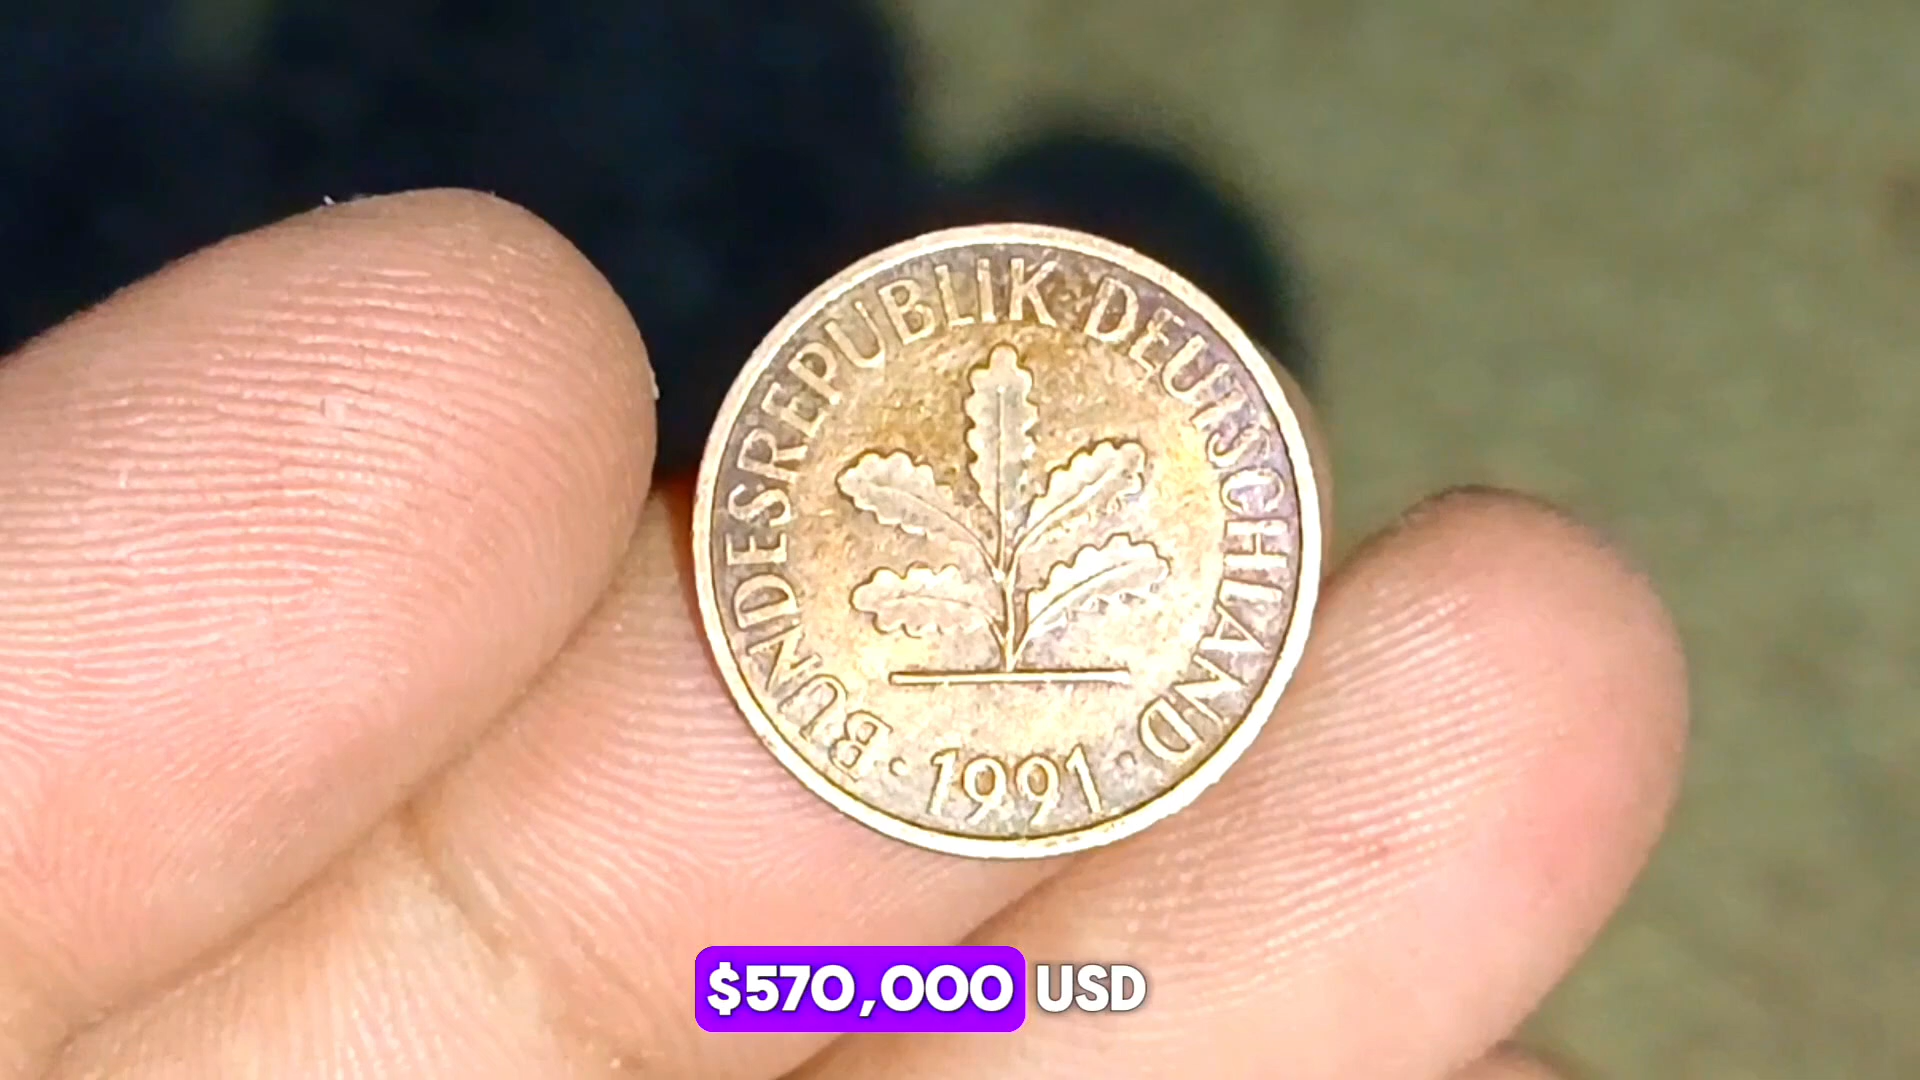 BUNDESREPUBLIK DEUTSCHLAND
· 1991 ·
$570,000 USD